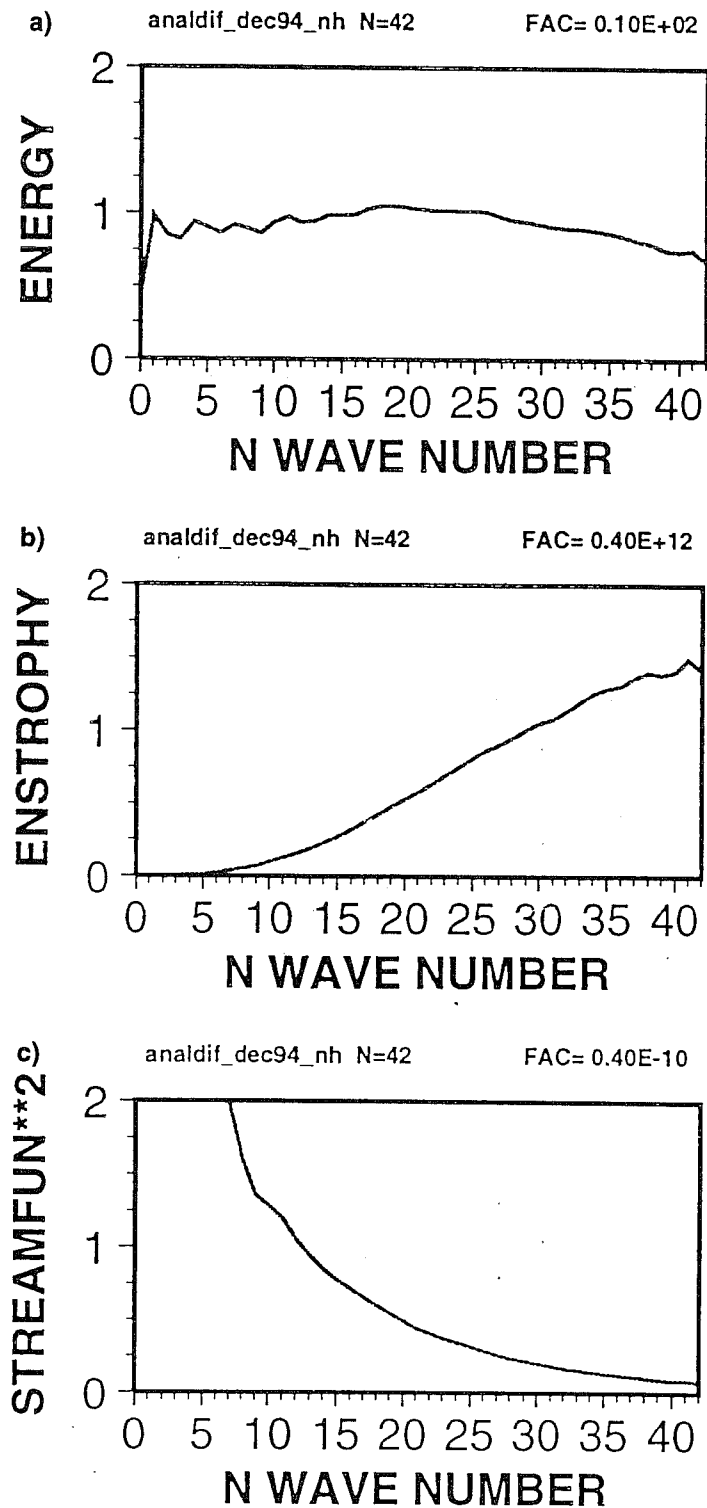 a) analdif_dec94_nh N=42 FAC= 0.10E+02
2
1
0
ENERGY
0 5 10 15 20 25 30 35 40
N WAVE NUMBER
b) analdif_dec94_nh N=42 FAC= 0.40E+12
2
1
0
ENSTROPHY
0 5 10 15 20 25 30 35 40
N WAVE NUMBER
c) analdif_dec94_nh N=42 FAC= 0.40E-10
2
1
0
STREAMFUN**2
0 5 10 15 20 25 30 35 40
N WAVE NUMBER